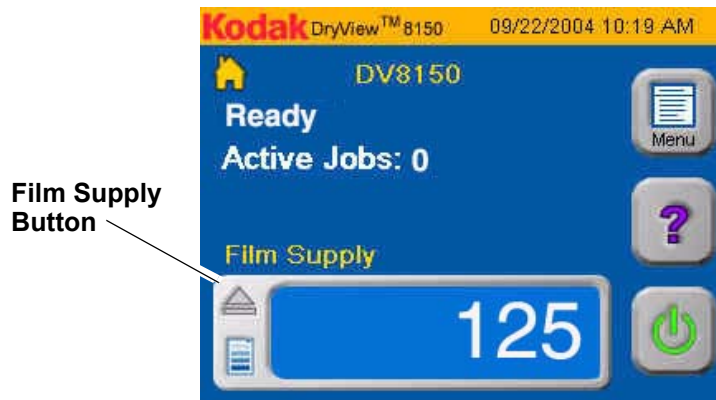 Kodak DryView™ 8150 09/22/2004 10:19 AM
DV8150
Ready
Active Jobs: 0
Menu
Film Supply
Button
?
Film Supply
125